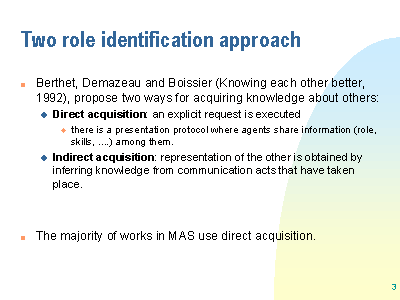 Two role identification approach
Berthet, Demazeau and Boissier (Knowing each other better,
1992), propose two ways for acquiring knowledge about others:
Direct acquisition: an explicit request is executed
there is a presentation protocol where agents share information (role,
skills, ....) among them.
Indirect acquisition: representation of the other is obtained by
inferring knowledge from communication acts that have taken
place.
The majority of works in MAS use direct acquisition.
3